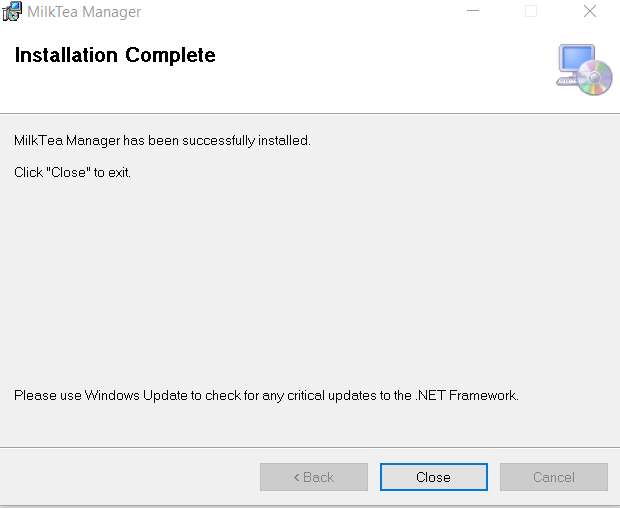 MilkTea Manager
Installation Complete
MilkTea Manager has been successfully installed.
Click "Close" to exit.
Please use Windows Update to check for any critical updates to the .NET Framework.
< Back
Close
Cancel